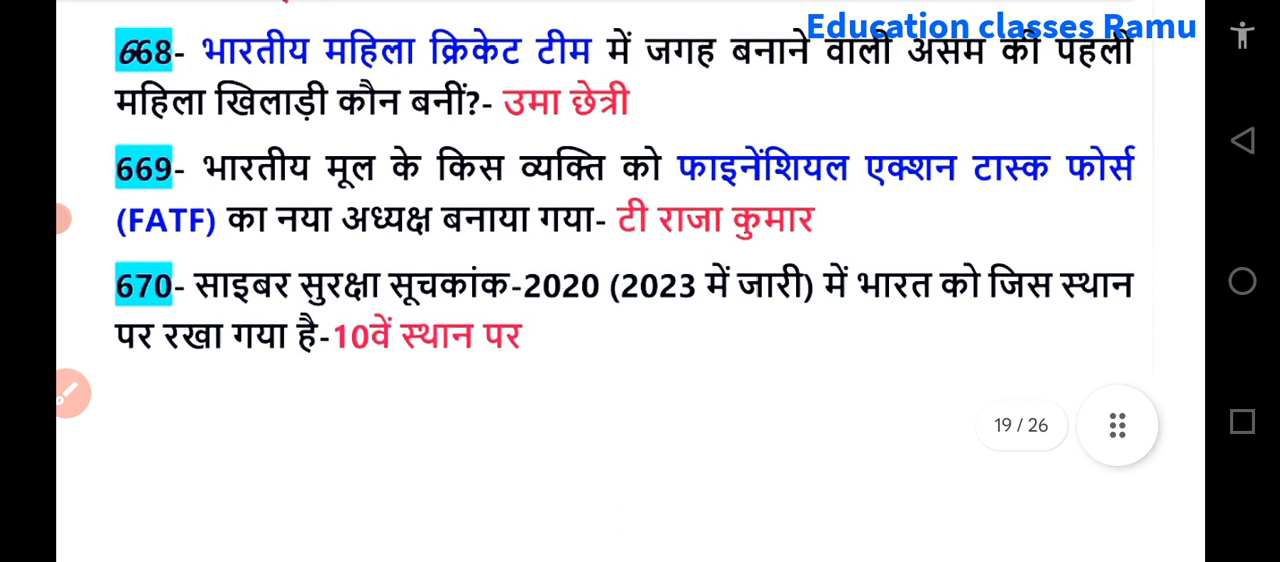 Education classes Ramu
668- भारतीय महिला क्रिकेट टीम में जगह बनाने वाली असम की पहली
महिला खिलाड़ी कौन बनीं?- उमा छेत्री
669- भारतीय मूल के किस व्यक्ति को फाइनेंशियल एक्शन टास्क फोर्स
(FATF) का नया अध्यक्ष बनाया गया- टी राजा कुमार
670- साइबर सुरक्षा सूचकांक-2020 (2023 में जारी) में भारत को जिस स्थान
पर रखा गया है-10वें स्थान पर
19 / 26